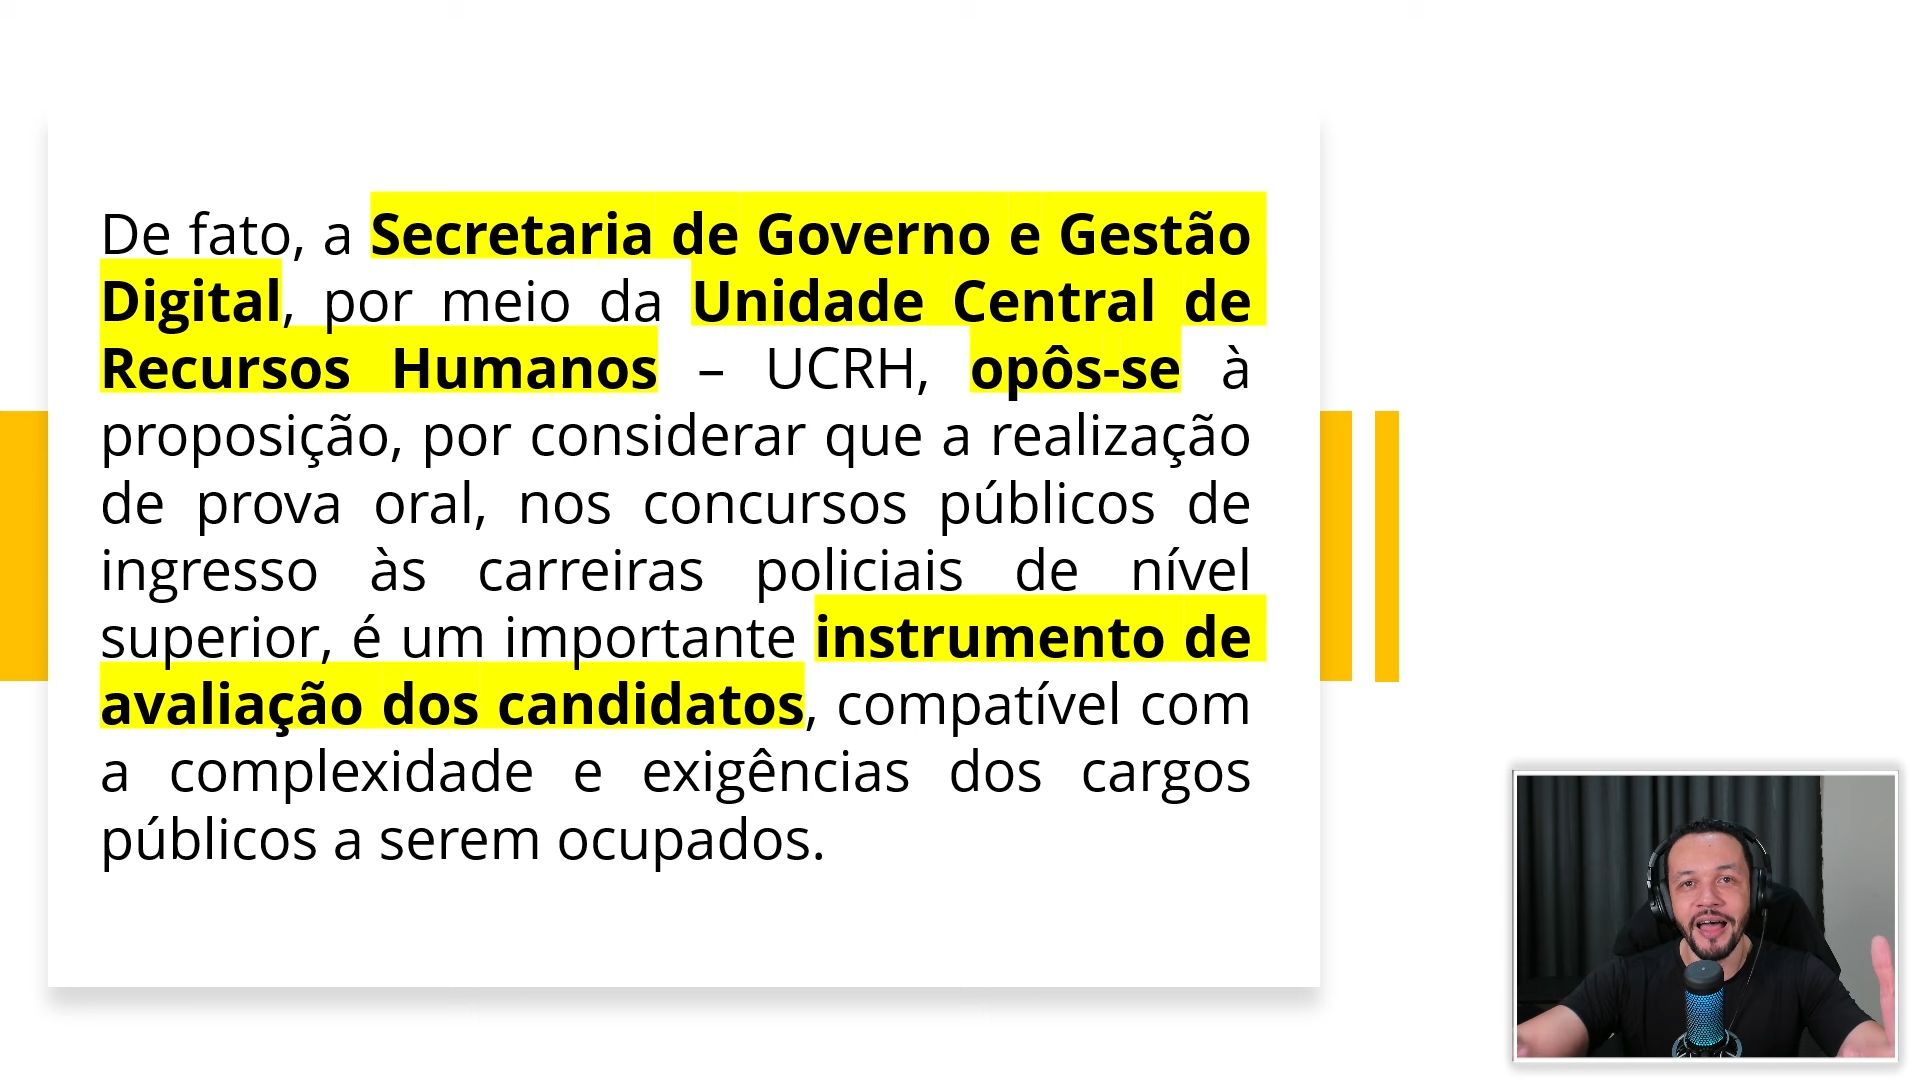 De fato, a Secretaria de Governo e Gestão
Digital, por meio da Unidade Central de
Recursos Humanos – UCRH, opôs-se à
proposição, por considerar que a realização
de prova oral, nos concursos públicos de
ingresso às carreiras policiais de nível
superior, é um importante instrumento de
avaliação dos candidatos, compatível com
a complexidade e exigências dos cargos
públicos a serem ocupados.